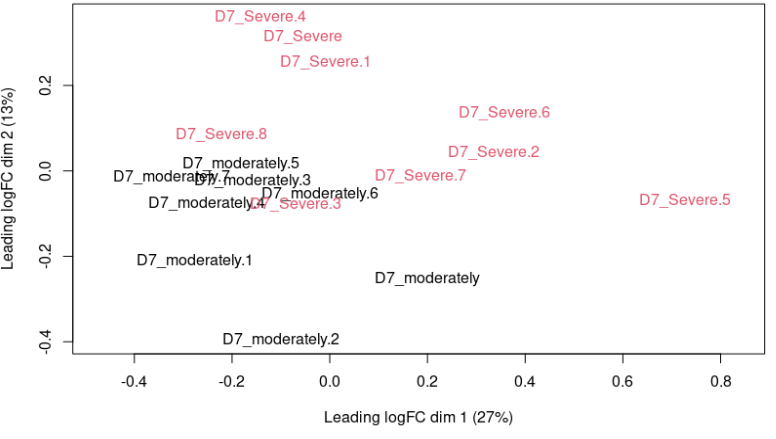 D7_Severe.4
D7_Severe
D7_Severe.1
D7_Severe.6
D7_Severe.8
D7_Severe.2
D7_moderately.5
D7_moderately.7
D7_moderately.3
D7_Severe.7
D7_moderately.6
D7_moderately.4
D7_Severe.3
D7_Severe.5
D7_moderately.1
D7_moderately
D7_moderately.2
Leading logFC dim 2 (13%)
0.2
0.0
-0.2
-0.4
-0.4 -0.2 0.0 0.2 0.4 0.6 0.8
Leading logFC dim 1 (27%)